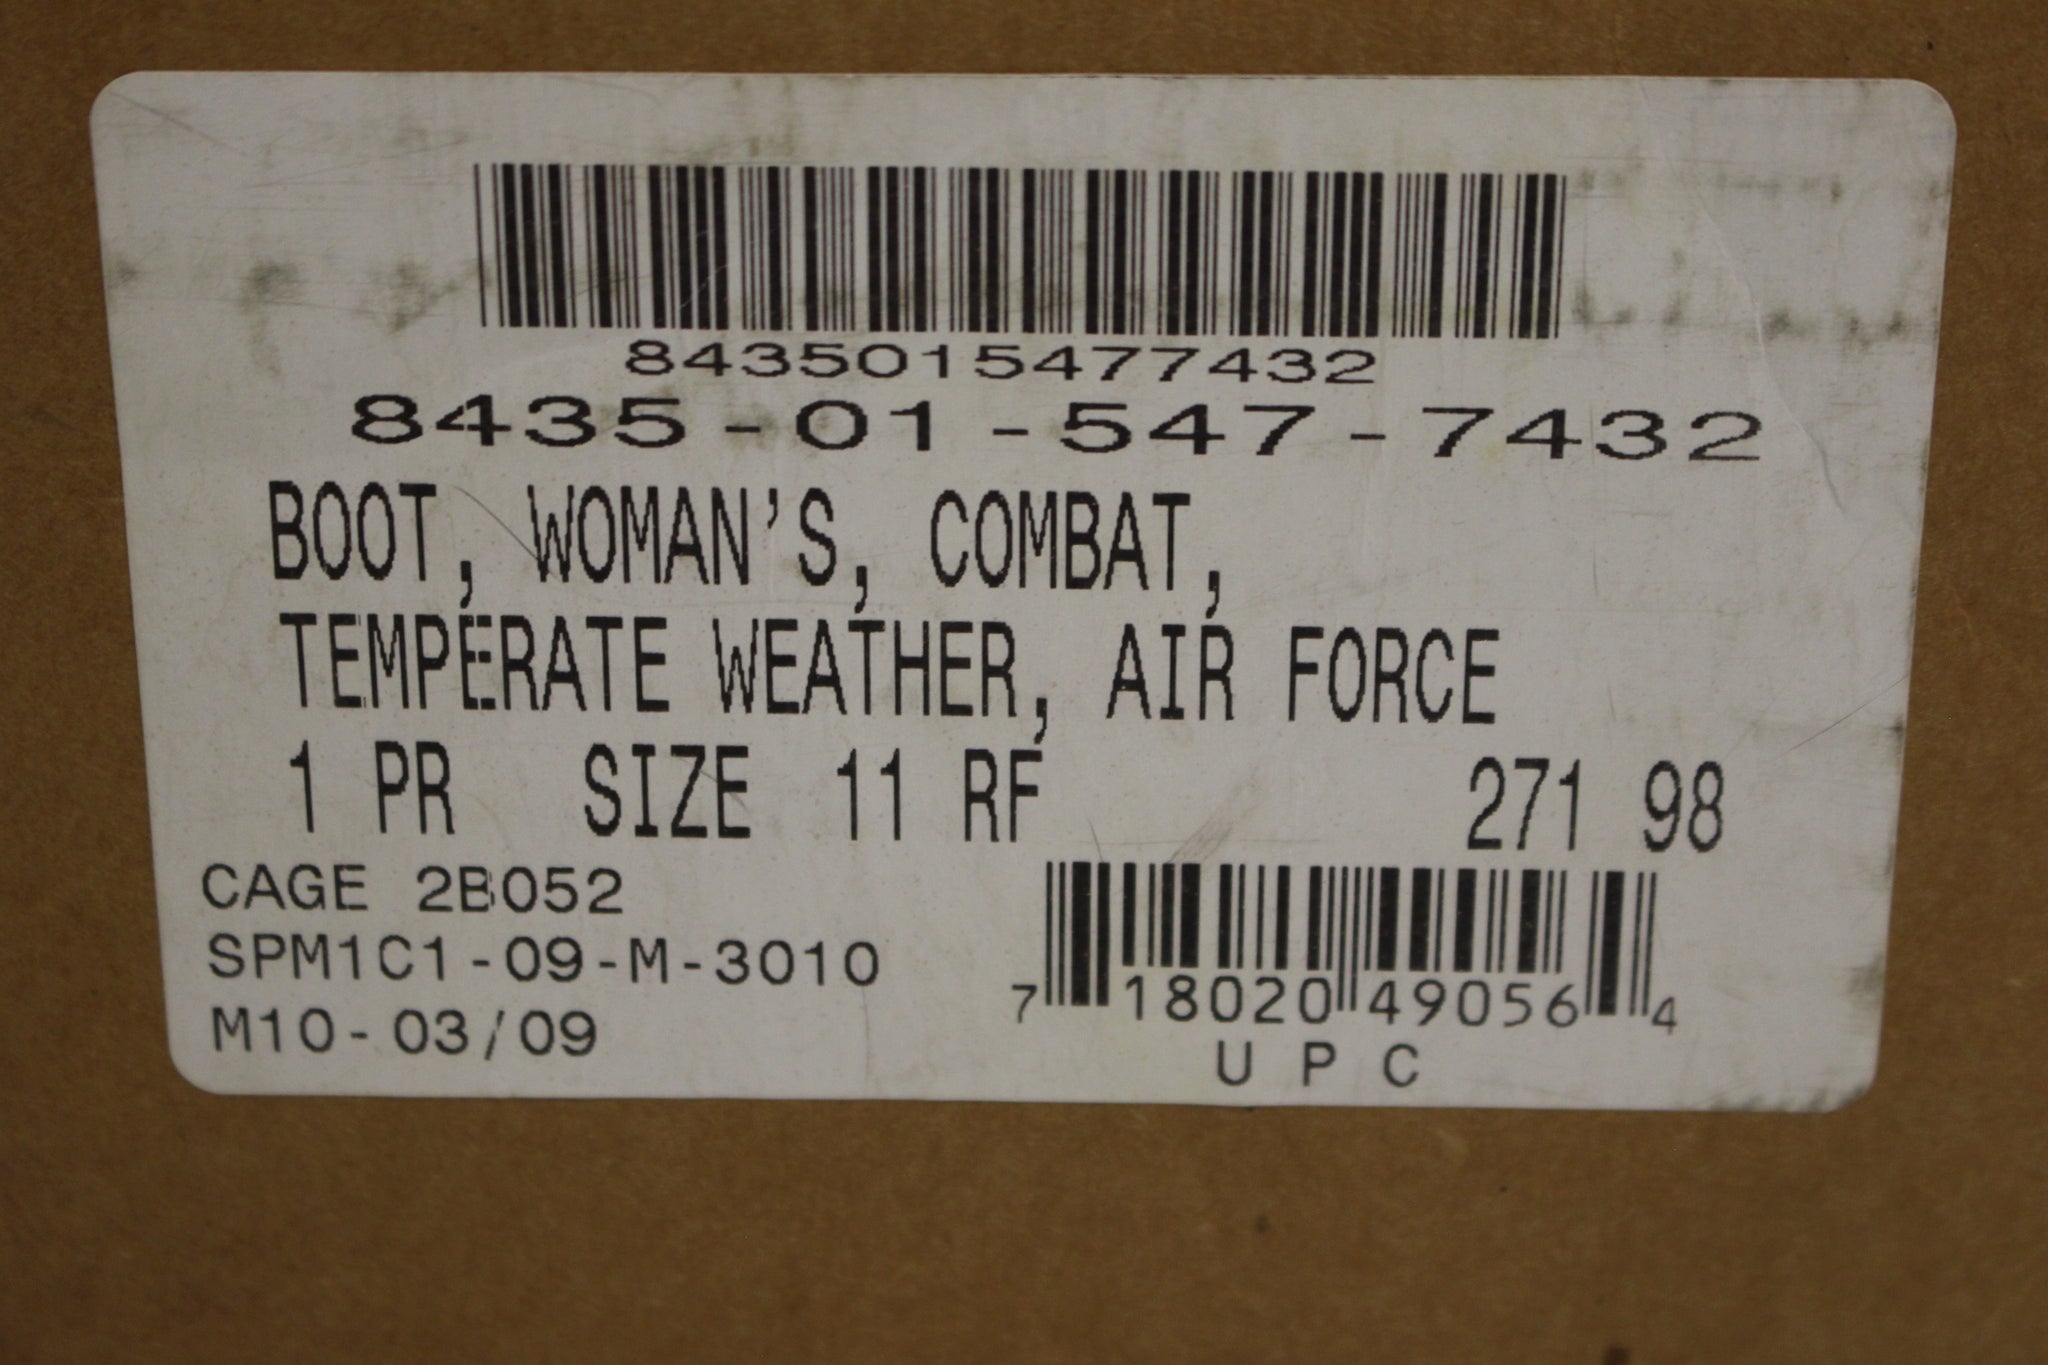 8435015477432
8435-01-547-7432
BOOT, WOMAN'S, COMBAT,
TEMPERATE WEATHER, AIR FORCE
1 PR SIZE 11 RF 271 98
CAGE 2B052
SPM1C1-09-M-3010
M10-03/09
7 18020 49056 4
UPC